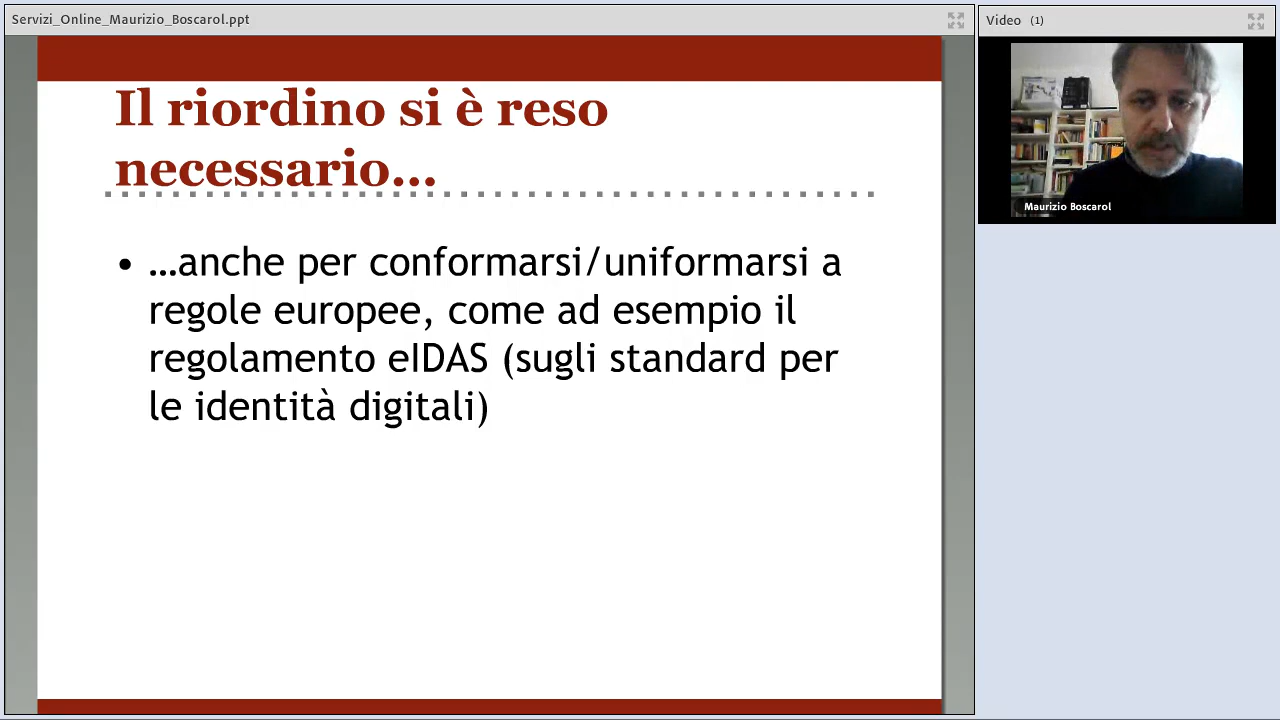 Servizi_Online_Maurizio_Boscarol.ppt
Il riordino si è reso
necessario…
• …anche per conformarsi/uniformarsi a
regole europee, come ad esempio il
regolamento eIDAS (sugli standard per
le identità digitali)
Video (1)
Maurizio Boscarol